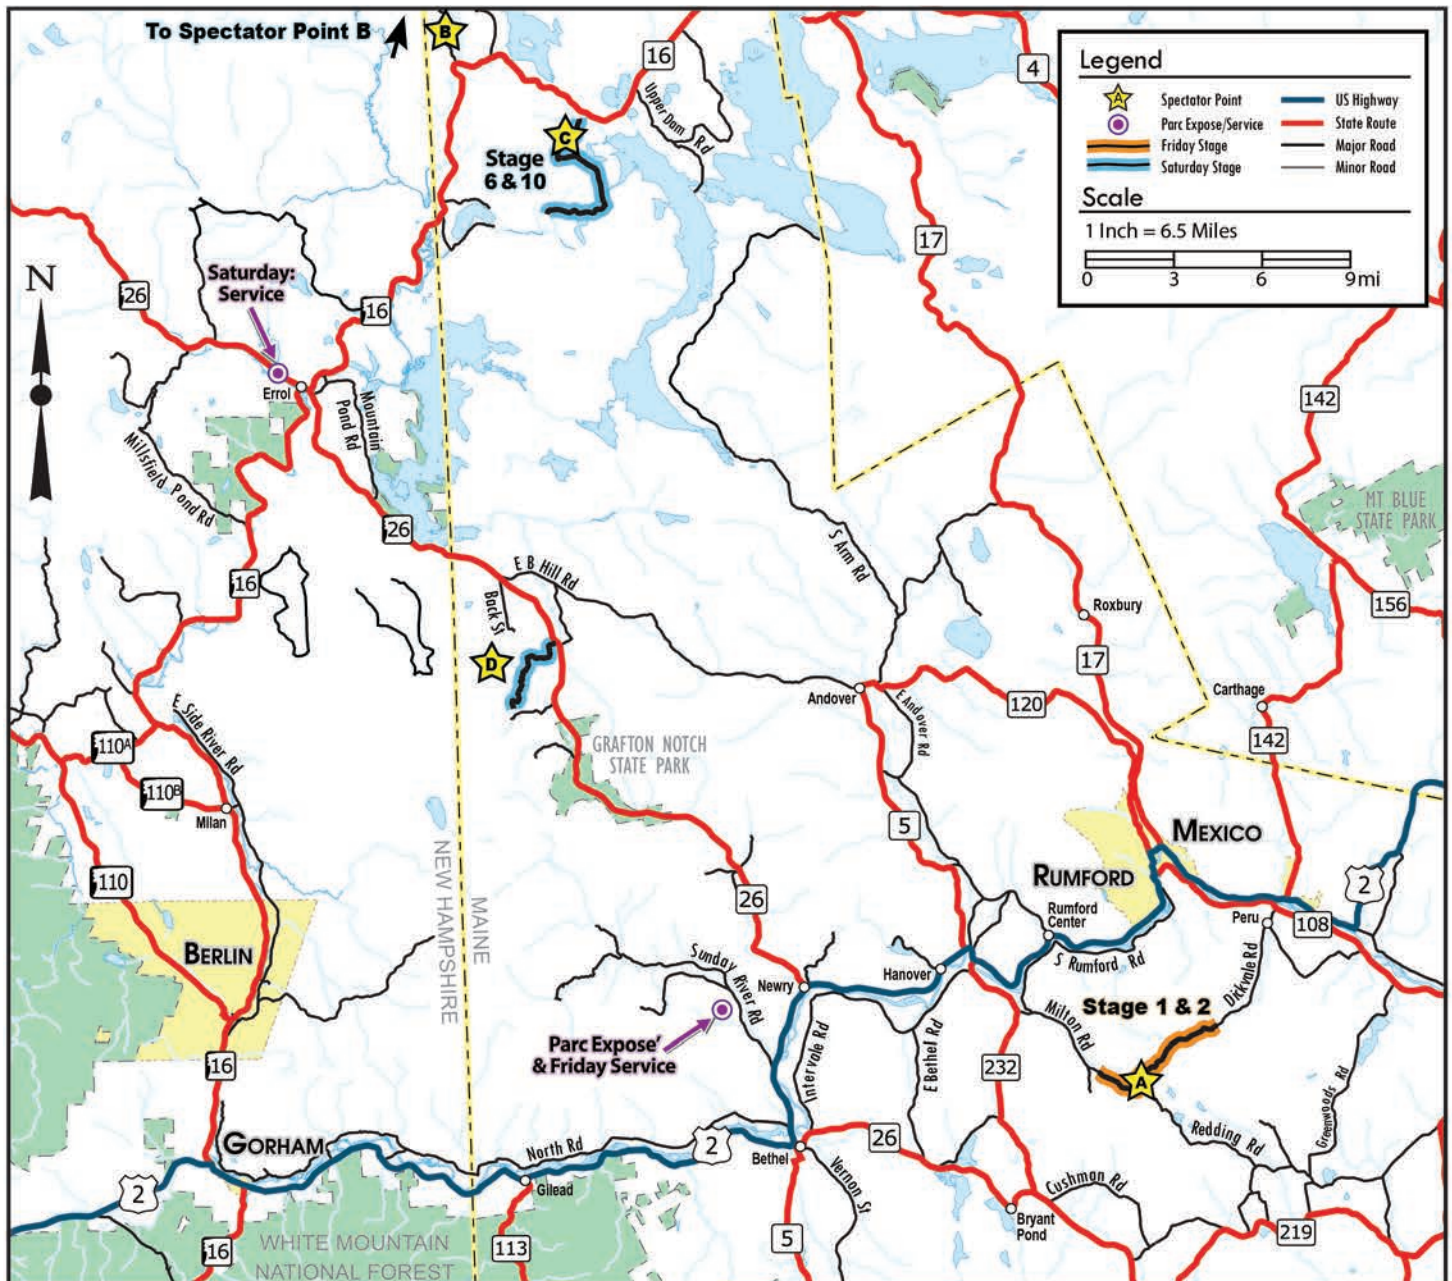 To Spectator Point B
B
16
4
Legend
A
Spectator Point
US Highway
Parc Expose/Service
State Route
Friday Stage
Major Road
Saturday Stage
Minor Road
Scale
1 Inch = 6.5 Miles
0
3
6
9mi
Upper Dam Rd
C
Stage
6 & 10
17
N
26
Saturday:
Service
16
Errol
Mountain
Pond Rd
142
Millsfield Pond Rd
26
MT BLUE
STATE PARK
S Arm Rd
16
E B Hill Rd
Back St
156
Roxbury
D
17
Andover
E Andover Rd
120
Carthage
142
E Side River Rd
110A
110B
Milan
GRAFTON NOTCH
STATE PARK
5
MEXICO
RUMFORD
110
NEW HAMPSHIRE
MAINE
26
2
Rumford
Center
Peru
108
BERLIN
Sunday River Rd
Newry
Hanover
S Rumford Rd
Dickvale Rd
Stage 1 & 2
Milton Rd
Parc Expose'
& Friday Service
Intervale Rd
E Bethel Rd
232
A
16
Greenwoods Rd
GORHAM
North Rd
2
Bethel
26
Redding Rd
2
Gilead
Vernon St
Cushman Rd
Bryant
Pond
219
16
WHITE MOUNTAIN
NATIONAL FOREST
113
5